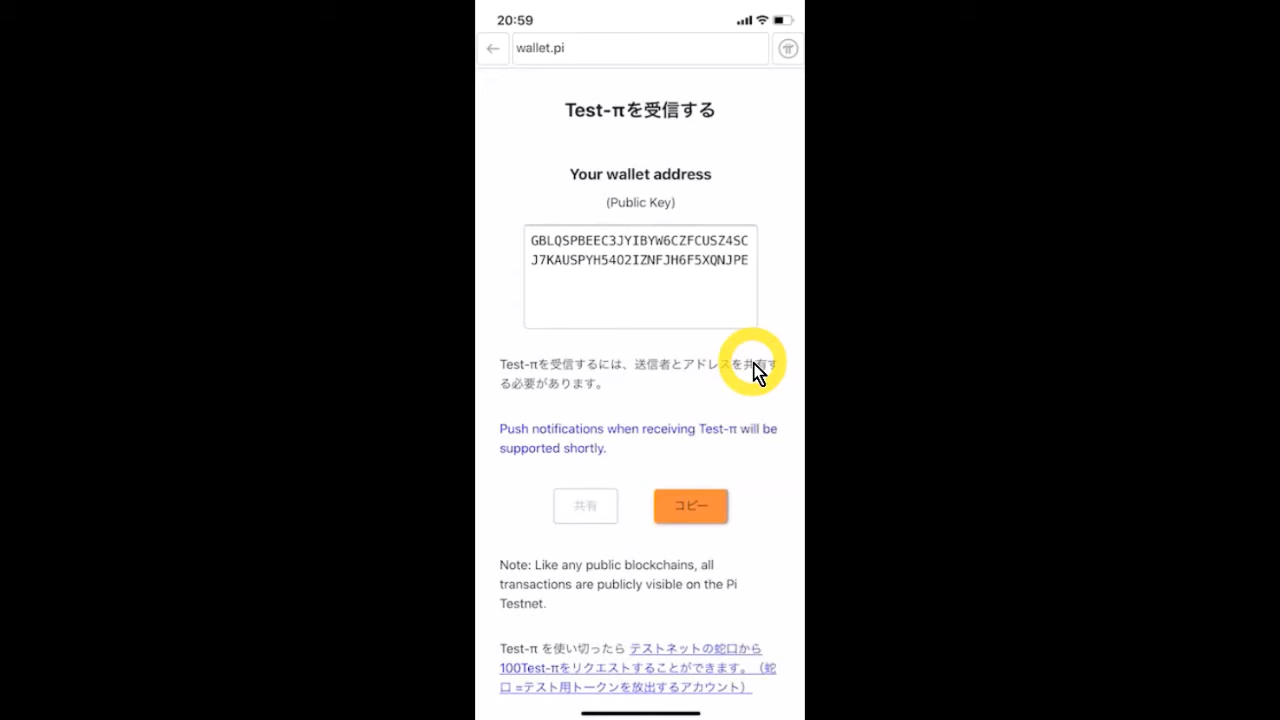 20:59
wallet.pi
Test-πを受信する
Your wallet address
(Public Key)
GBLQSPBEEC3JYIBYW6CZFCUSZ4SC
J7KAUSPYH54O2IZNFJH6F5XQNJPE
Test-πを受信するには、送信者とアドレスを共有す
る必要があります。
Push notifications when receiving Test-π will be
supported shortly.
共有
コピー
Note: Like any public blockchains, all
transactions are publicly visible on the Pi
Testnet.
Test-π を使い切ったら テストネットの蛇口から
100Test-πをリクエストすることができます。（蛇
口 =テスト用トークンを放出するアカウント）